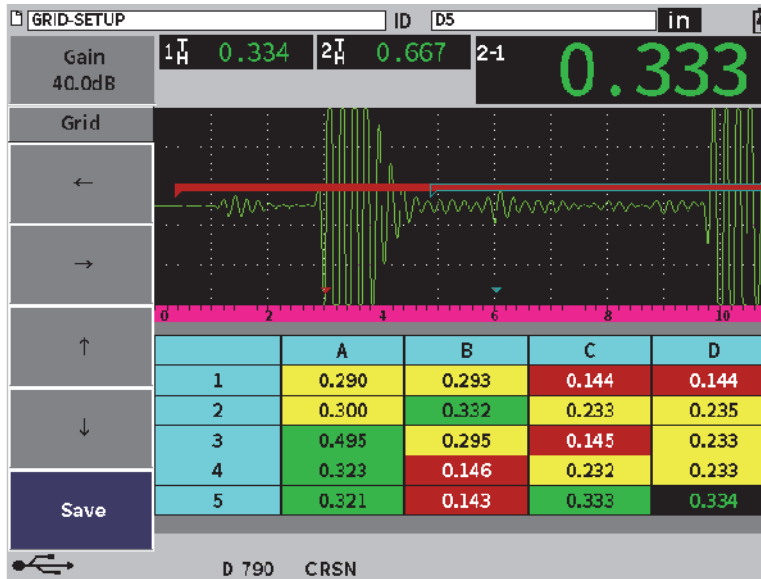 GRID-SETUP ID D5 in
Gain
40.0dB
1 TH 0.334 2 TH 0.667 2-1 0.333
Grid
←
→
↑
↓
Save
0 2 4 6 8 10
A B C D
1 0.290 0.293 0.144 0.144
2 0.300 0.332 0.233 0.235
3 0.495 0.295 0.145 0.233
4 0.323 0.146 0.232 0.233
5 0.321 0.143 0.333 0.334
D 790 CRSN